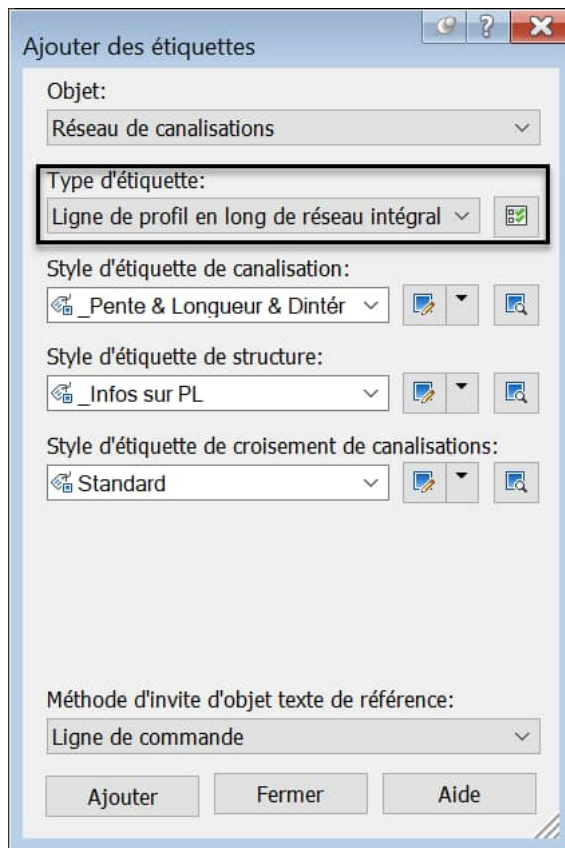 Ajouter des étiquettes
?
Objet:
Réseau de canalisations
Type d'étiquette:
Ligne de profil en long de réseau intégral
Style d'étiquette de canalisation:
_Pente & Longueur & Dintér
Style d'étiquette de structure:
_Infos sur PL
Style d'étiquette de croisement de canalisations:
Standard
Méthode d'invite d'objet texte de référence:
Ligne de commande
Ajouter Fermer Aide